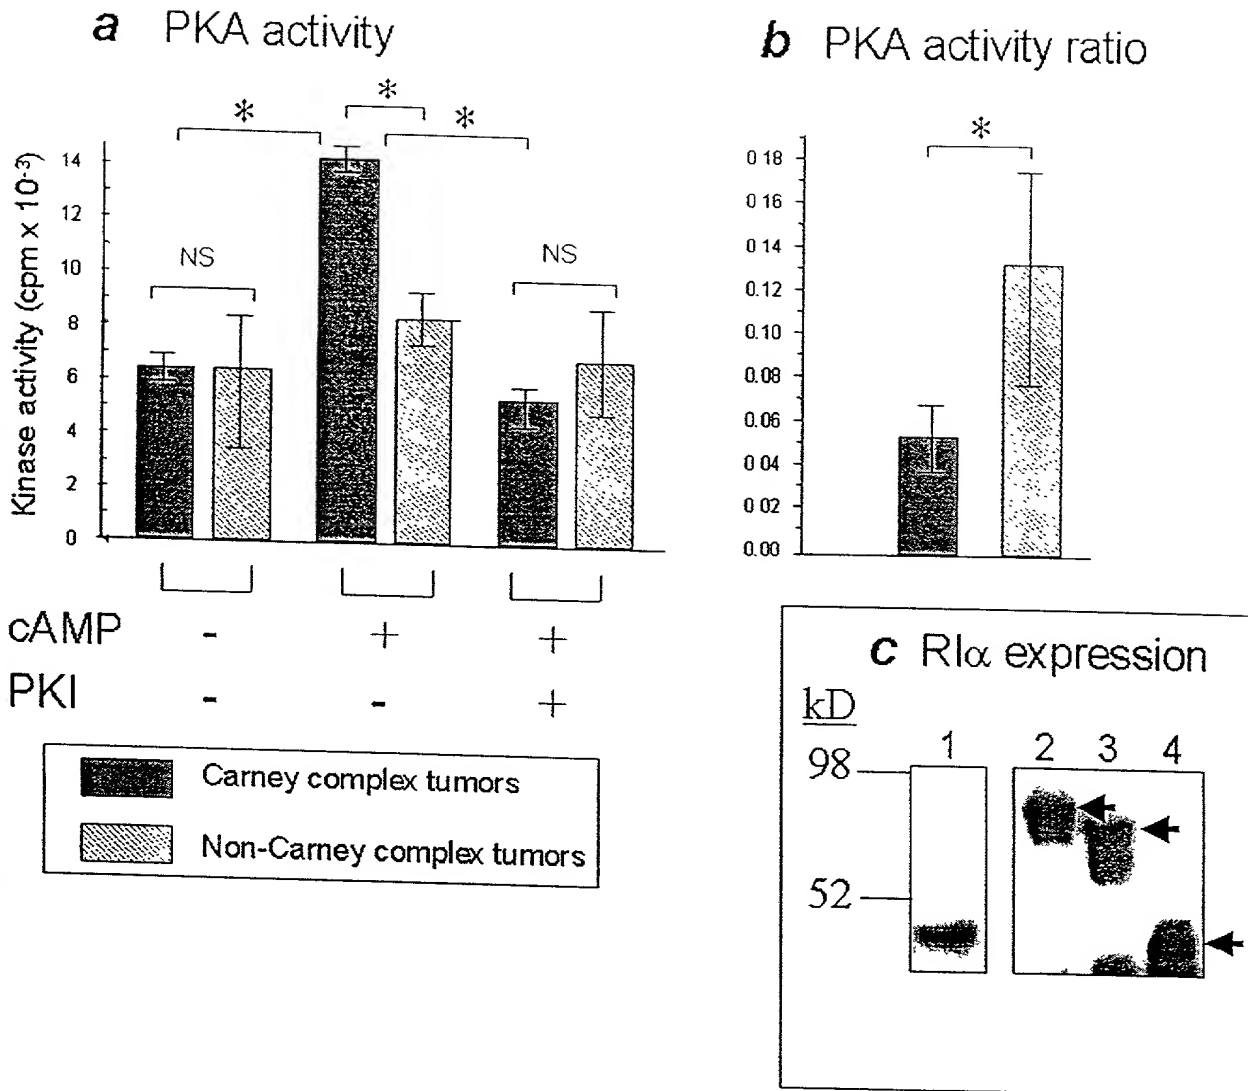 a PKA activity
*
*
*
Kinase activity (cpm x 10⁻³)
14
12
10
8
6
4
2
0
NS
NS
cAMP - + +
PKI - - +
Carney complex tumors
Non-Carney complex tumors
b PKA activity ratio
*
0 18
0.16
0 14
0.12
0.10
0.08
0.06
0 04
0.02
0.00
c RIα expression
kD
98
52
1
2 3 4